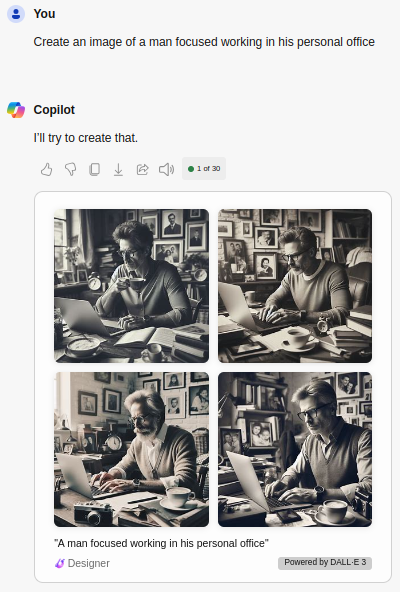 You
Create an image of a man focused working in his personal office
Copilot
I'll try to create that.
1 of 30
"A man focused working in his personal office"
Designer
Powered by DALL·E 3